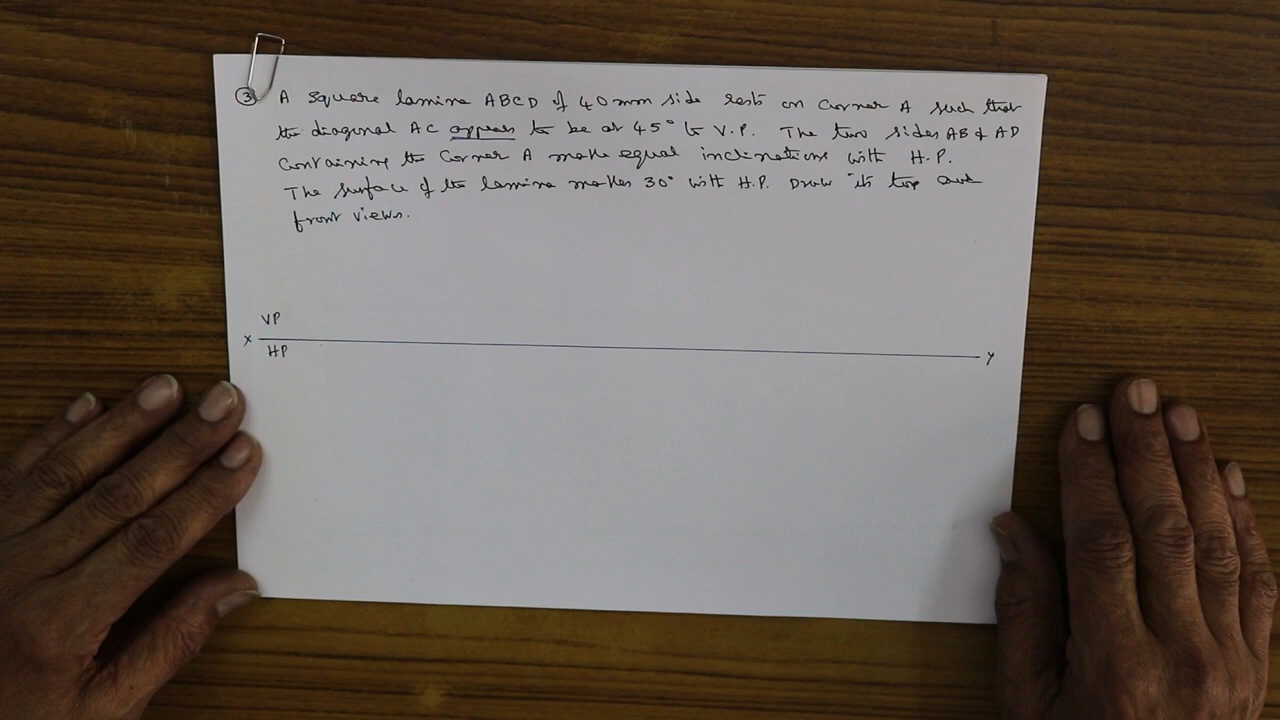 ③ A square lamina ABCD of 40mm side rests on corner A such that
the diagonal AC appears to be at 45° to V.P. The two sides AB & AD
containing the corner A make equal inclinations with H.P.
The surface of the lamina makes 30° with H.P. Draw its top and
front views.
VP
X
HP
Y